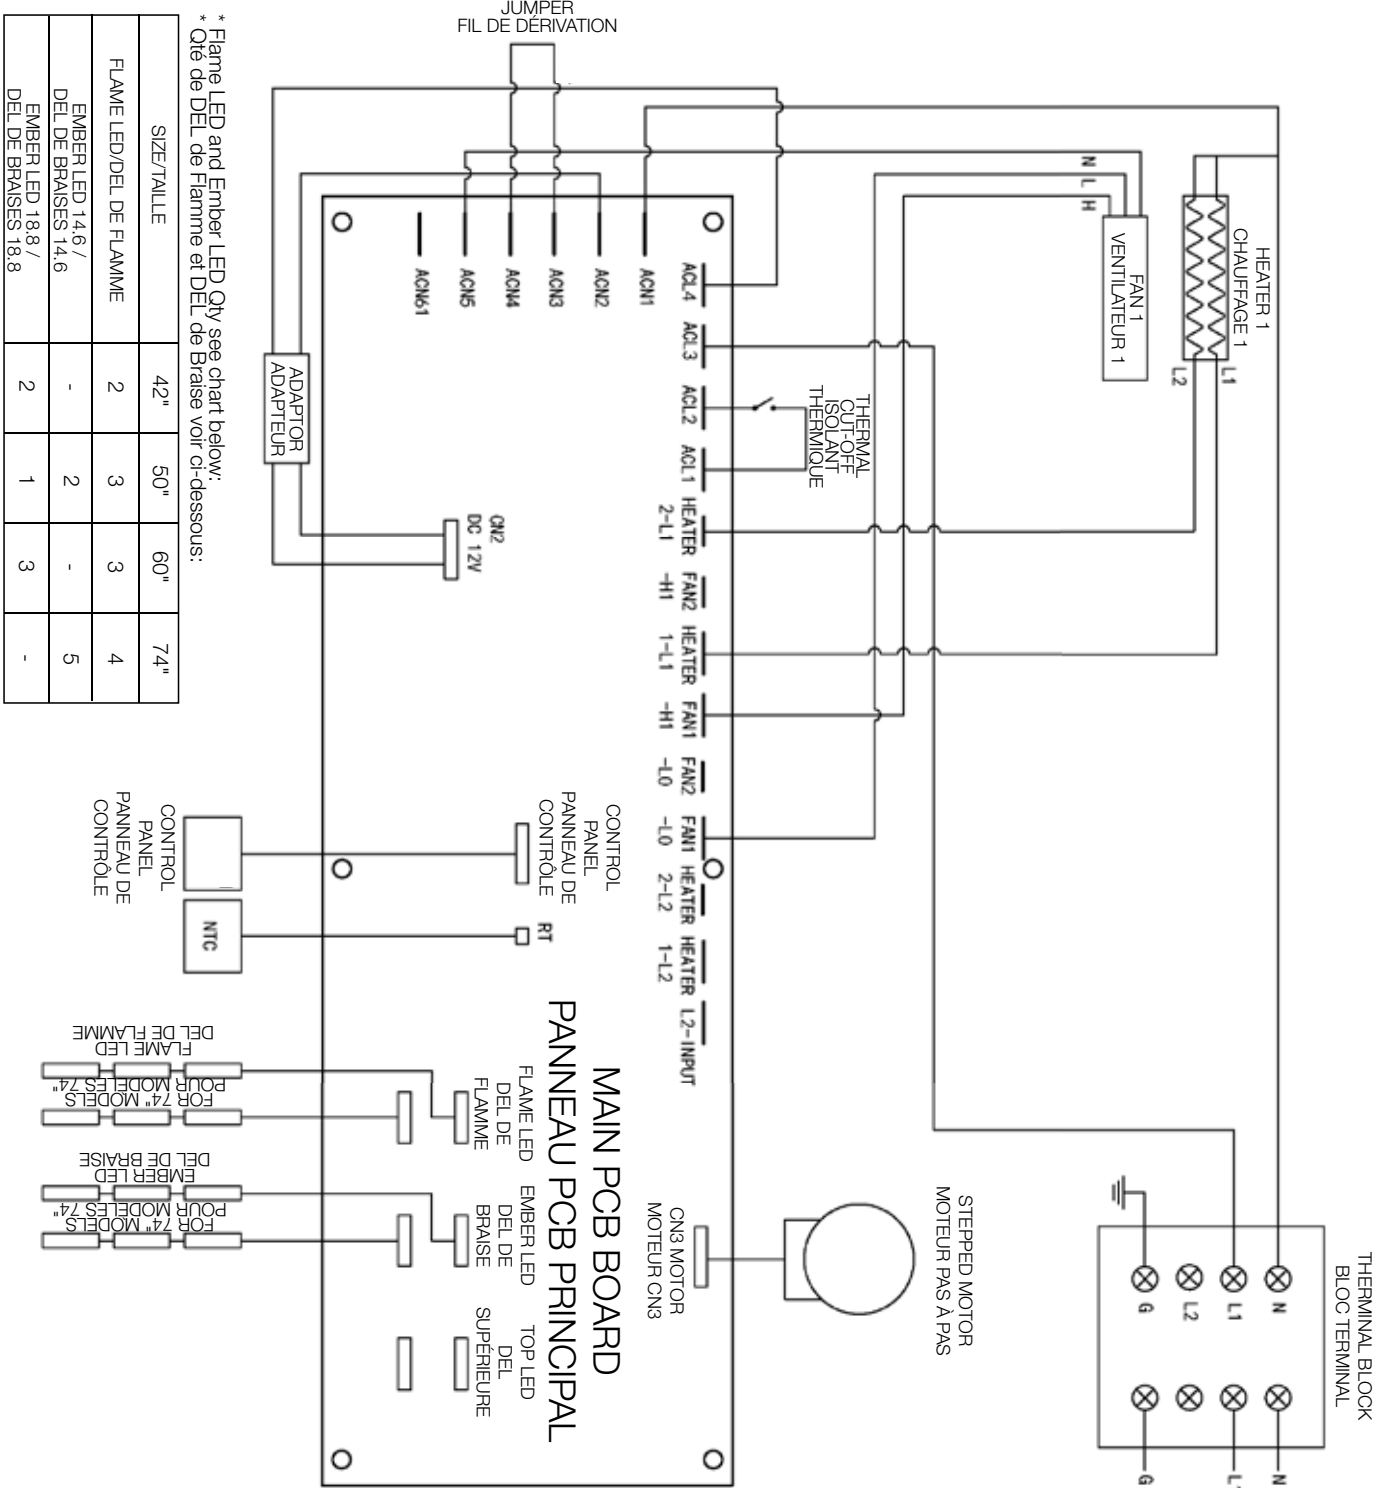 JUMPER
FIL DE DÉRIVATION
THERMAL BLOCK
BLOC TERMINAL
N
L1
L2
G
N
G
STEPPED MOTOR
MOTEUR PAS À PAS
HEATER 1
CHAUFFAGE 1
L1
L2
FAN 1
VENTILATEUR 1
N
L
H
THERMAL
CUT-OFF
ISOLANT
THERMIQUE
ACL4
ACL3
ACL2
ACL1
HEATER
2-L1
FAN2
-H1
HEATER
1-L1
FAN1
-H1
FAN2
-LO
FAN1
-LO
HEATER
2-L2
HEATER
1-L2
L2-INPUT
ACN1
ACN2
ACN3
ACN4
ACN5
ACN61
CN3 MOTOR
MOTEUR CN3
MAIN PCB BOARD
PANNEAU PCB PRINCIPAL
CN2
DC 12V
CONTROL
PANEL
PANNEAU DE
CONTRÔLE
RT
FLAME LED
DEL DE
FLAMME
EMBER LED
DEL DE
BRAISE
TOP LED
DEL
SUPÉRIEURE
ADAPTOR
ADAPTEUR
CONTROL
PANEL
PANNEAU DE
CONTRÔLE
NTC
FLAME LED
DEL DE FLAMME
FOR 74" MODELS
POUR MODÈLES 74"
EMBER LED
DEL DE BRAISE
FOR 74" MODELS
POUR MODÈLES 74"
* Flame LED and Ember LED Qty see chart below:
* Qté de DEL de Flamme et DEL de Braise voir ci-dessous:
SIZE/TAILLE 42" 50" 60" 74"
FLAME LED/DEL DE FLAMME 2 3 3 4
EMBER LED 14.6 /
DEL DE BRAISES 14.6 - 2 - 5
EMBER LED 18.8 /
DEL DE BRAISES 18.8 2 1 3 -